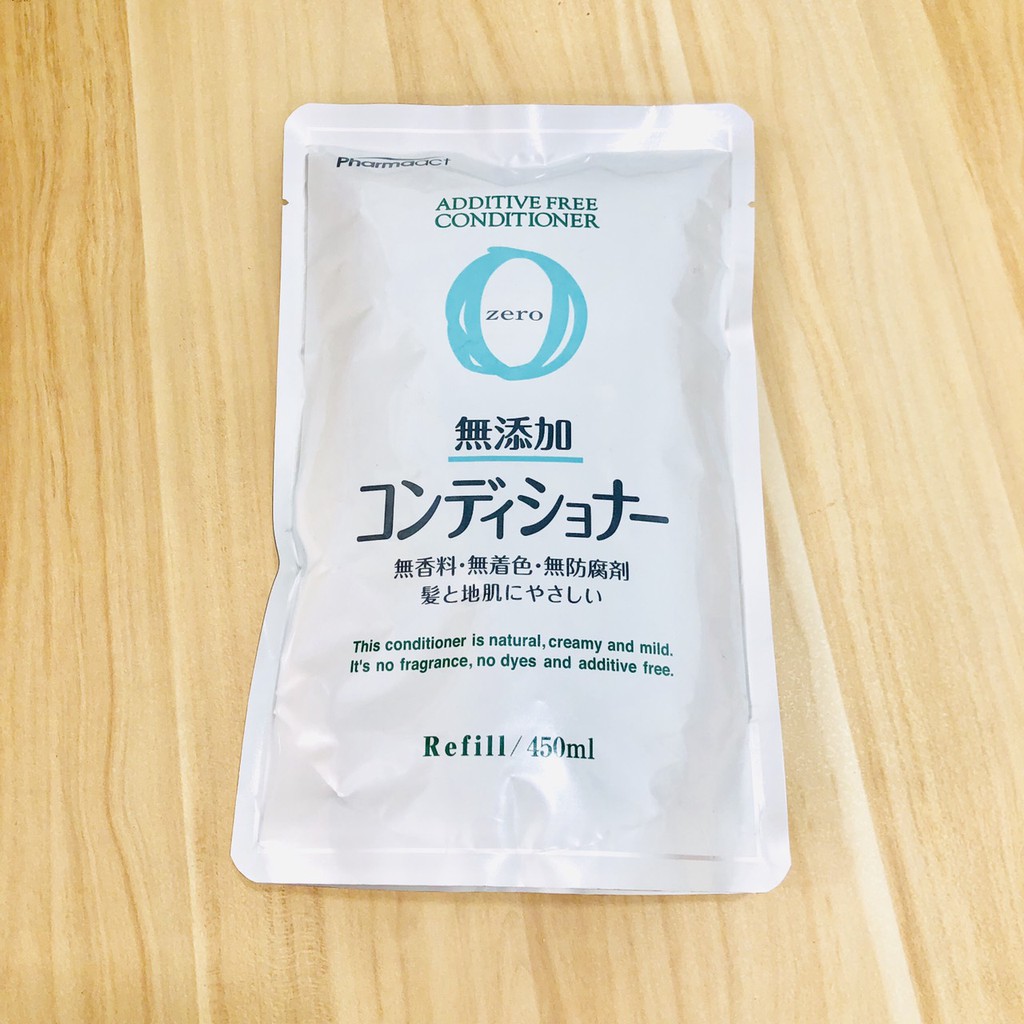 Pharmaact
ADDITIVE FREE
CONDITIONER
zero
無添加
コンディショナー
無香料・無着色・無防腐剤
髪と地肌にやさしい
This conditioner is natural, creamy and mild.
It's no fragrance, no dyes and additive free.
Refill/450ml